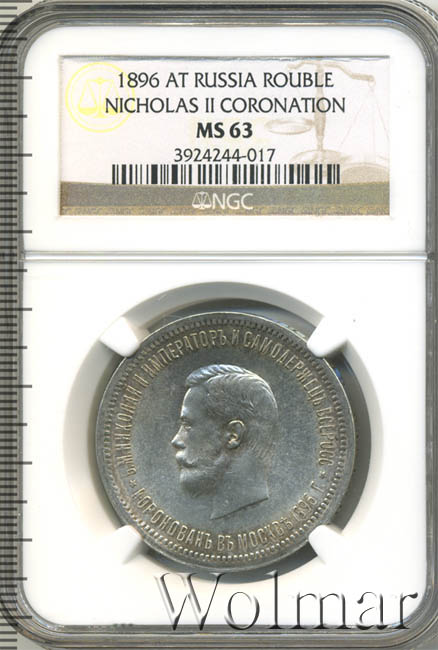 1896 AT RUSSIA ROUBLE
NICHOLAS II CORONATION
MS 63
3924244-017
NGC
Б.М.НИКОЛАЙ II ИМПЕРАТОРЪ И САМОДЕРЖЕЦЪ ВСЕРОСС.
КОРОНОВАНЪ ВЪ МОСКВѢ 1896 Г.
Wolmar